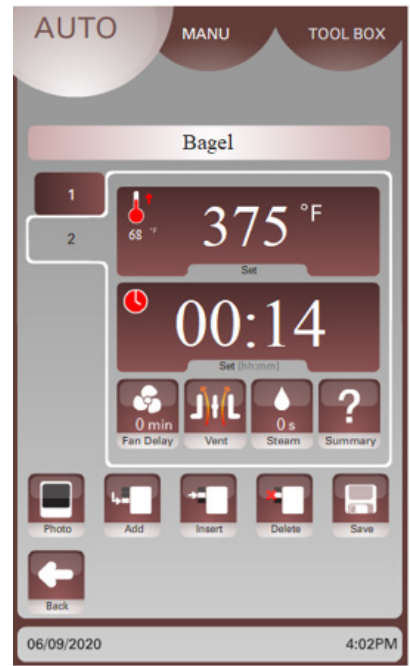 AUTO MANU TOOL BOX
Bagel
1
2
68 °F
375 °F
Set
00:14
Set [hh:mm]
0 min 0 s ?
Fan Delay Vent Steam Summary
Photo Add Insert Delete Save
Back
06/09/2020 4:02PM